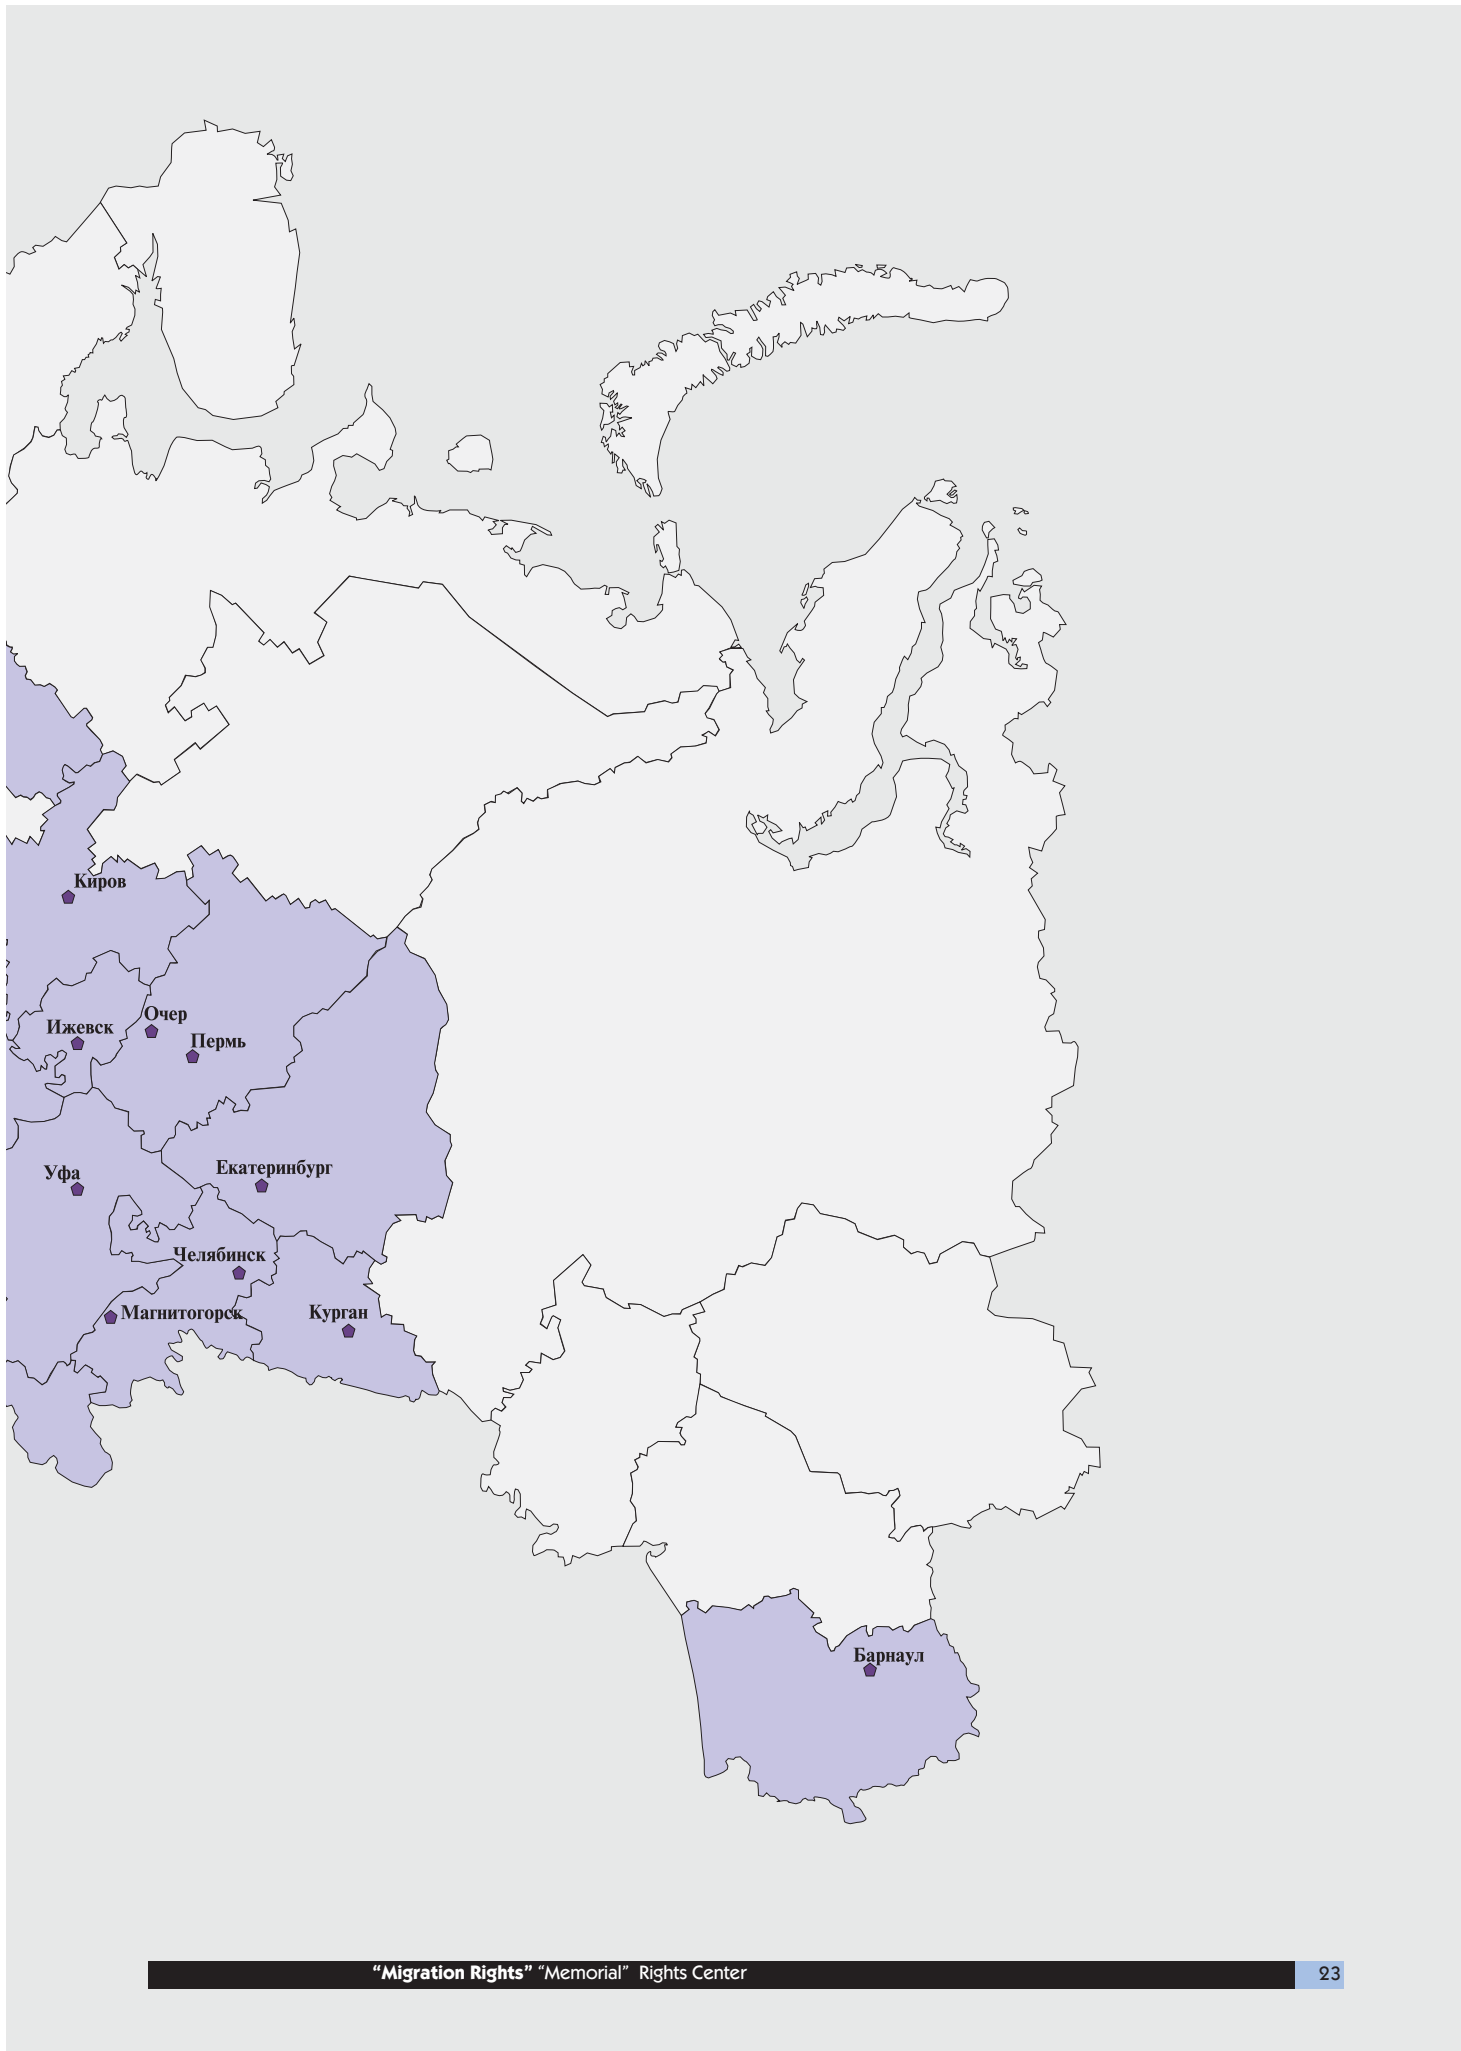 Киров
Очер
Ижевск
Пермь
Екатеринбург
Уфа
Челябинск
Магнитогорск
Курган
Барнаул
“Migration Rights” “Memorial” Rights Center 23